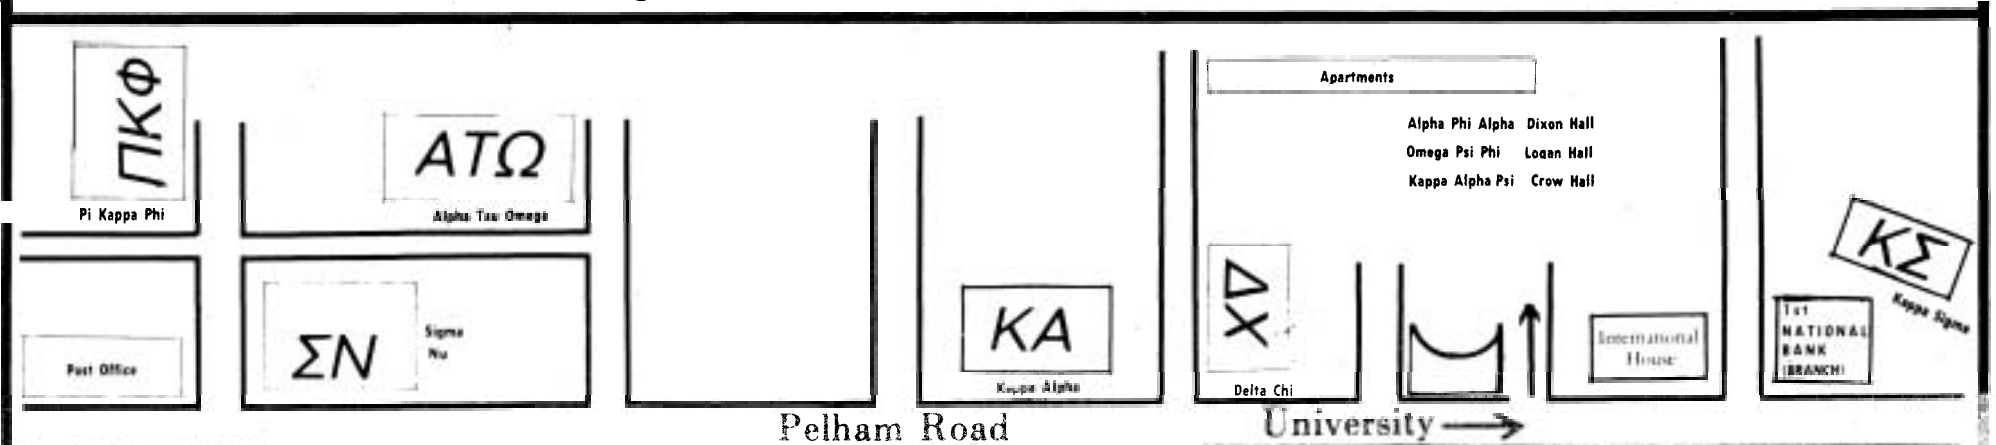 ΠΚΦ
Pi Kappa Phi
ΑΤΩ
Alpha Tau Omega
Apartments
Alpha Phi Alpha Dixon Hall
Omega Psi Phi Logan Hall
Kappa Alpha Psi Crow Hall
Post Office
ΣΝ
Sigma
Nu
ΚΑ
Kappa Alpha
ΔΧ
Delta Chi
International
House
1st
NATIONAL
BANK
(BRANCH)
ΚΣ
Kappa Sigma
Pelham Road
University